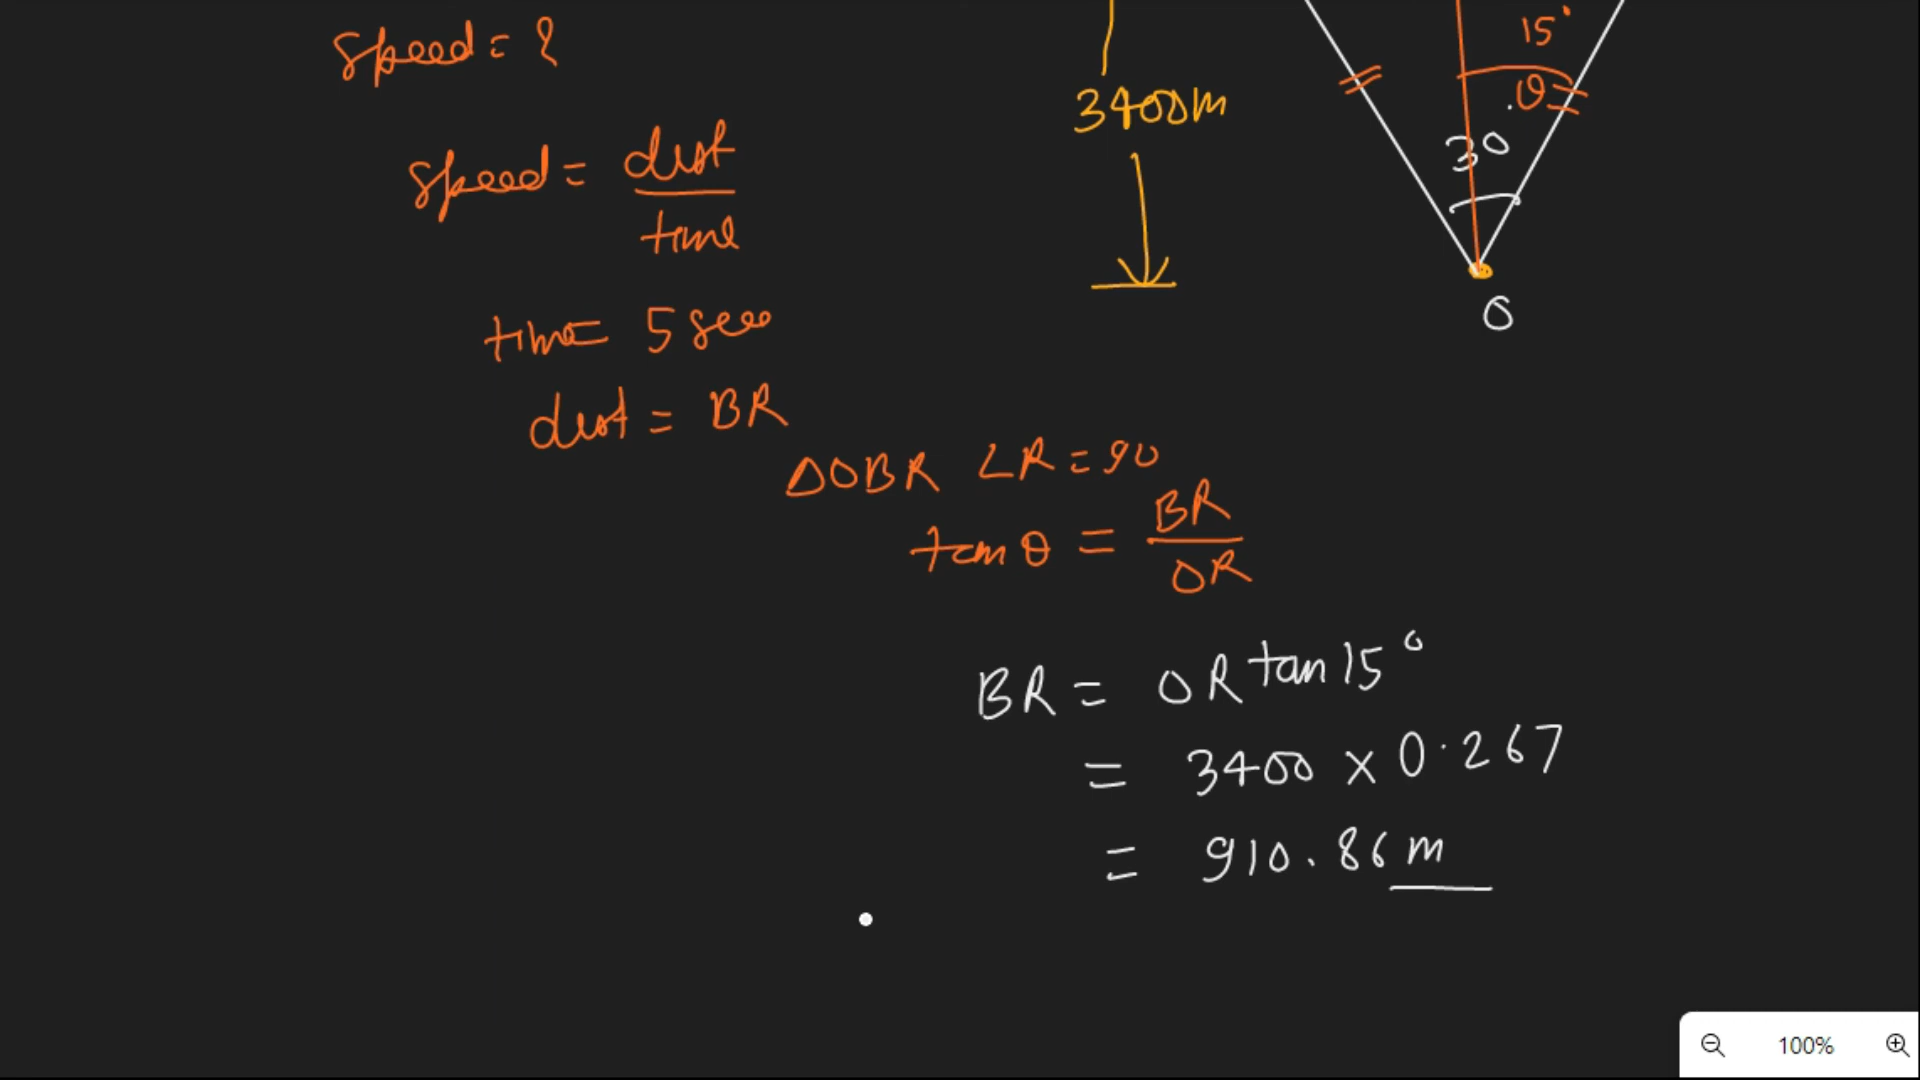 speed = ?
speed = dist
time
time = 5 sec
dist = BR
3400m
15°
θ
30
O
ΔOBR ∠R = 90
tan θ = BR
OR
BR = OR tan 15°
= 3400 x 0.267
= 910.86 m
100%